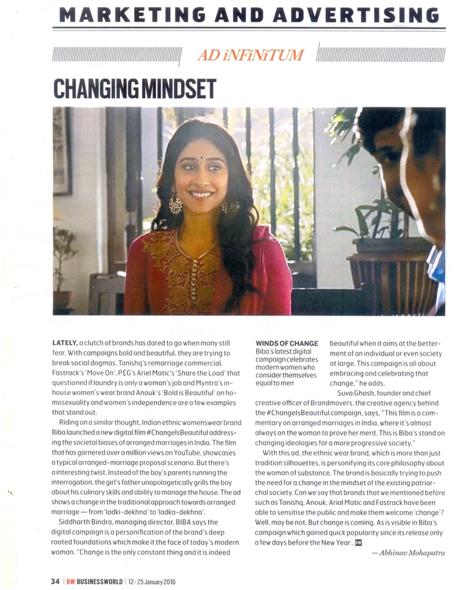 MARKETING AND ADVERTISING
AD iNFiNiTUM
CHANGING MINDSET
LATELY, a clutch of brands has dared to go when many still
fear. With campaigns bold and beautiful, they are trying to
break social dogmas. Tanishq's remarriage commercial,
Fastrack's 'Move On', P&G's Ariel Matic's 'Share the Load' that
questioned if laundry is only a woman's job and Myntra's in-
house women's wear brand Anouk's 'Bold is Beautiful' on ho-
mosexuality and women's independence are a few examples
that stand out.
Riding on a similar thought, Indian ethnic womenswear brand
Biba launched a new digital film #ChangeIsBeautiful address-
ing the societal biases of arranged marriages in India. The film
that has garnered over a million views on YouTube, showcases
a typical arranged-marriage proposal scenario. But there's
an interesting twist. Instead of the boy's parents running the
interrogation, the girl's father unapologetically grills the boy
about his culinary skills and ability to manage the house. The ad
shows a change in the traditional approach towards arranged
marriage — from 'ladki-dekhna' to 'ladka-dekhna'.
Siddharth Bindra, managing director, BIBA says the
digital campaign is a personification of the brand's deep
rooted foundations which make it the face of today's modern
woman. "Change is the only constant thing and it is indeed
WINDS OF CHANGE
Biba's latest digital
campaign celebrates
modern women who
consider themselves
equal to men
beautiful when it aims at the better-
ment of an individual or even society
at large. This campaign is all about
embracing and celebrating that
change," he adds.
Suva Ghosh, founder and chief
creative officer of Brandmovers, the creative agency behind
the #ChangeIsBeautiful campaign, says, "This film is a com-
mentary on arranged marriages in India, where it's almost
always on the woman to prove her merit. This is Biba's stand on
changing ideologies for a more progressive society."
With this ad, the ethnic wear brand, which is more than just
tradition silhouettes, is personifying its core philosophy about
the woman of substance. The brand is basically trying to push
the need for a change in the mindset of the existing patriar-
chal society. Can we say that brands that we mentioned before
such as Tanishq, Anouk, Arial Matic and Fastrack have been
able to sensitise the public and make them welcome 'change'?
Well, may be not. But change is coming. As is visible in Biba's
campaign which gained quick popularity since its release only
a few days before the New Year. BW
— Abhinav Mohapatra
34 | BW BUSINESSWORLD | 12 - 25 January 2016